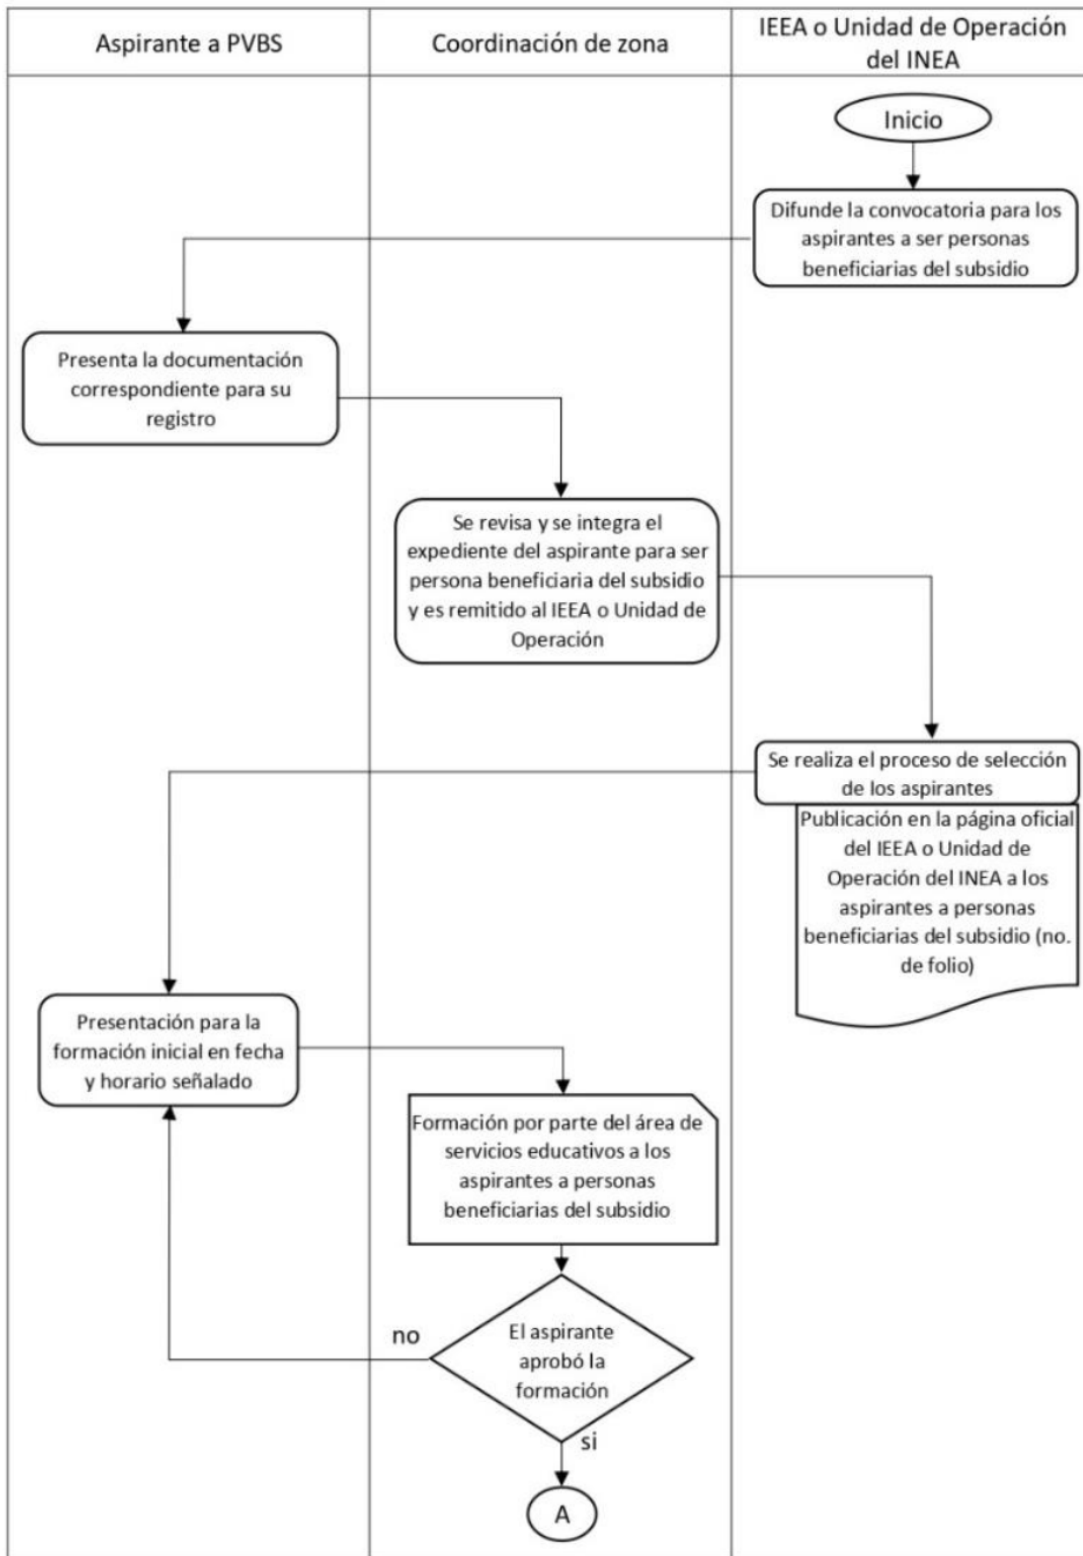 Aspirante a PVBS
Coordinación de zona
IEEA o Unidad de Operación
del INEA
Inicio
Difunde la convocatoria para los
aspirantes a ser personas
beneficiarias del subsidio
Presenta la documentación
correspondiente para su
registro
Se revisa y se integra el
expediente del aspirante para ser
persona beneficiaria del subsidio
y es remitido al IEEA o Unidad de
Operación
Se realiza el proceso de selección
de los aspirantes
Publicación en la página oficial
del IEEA o Unidad de
Operación del INEA a los
aspirantes a personas
beneficiarias del subsidio (no.
de folio)
Presentación para la
formación inicial en fecha
y horario señalado
Formación por parte del área de
servicios educativos a los
aspirantes a personas
beneficiarias del subsidio
no
El aspirante
aprobó la
formación
si
A